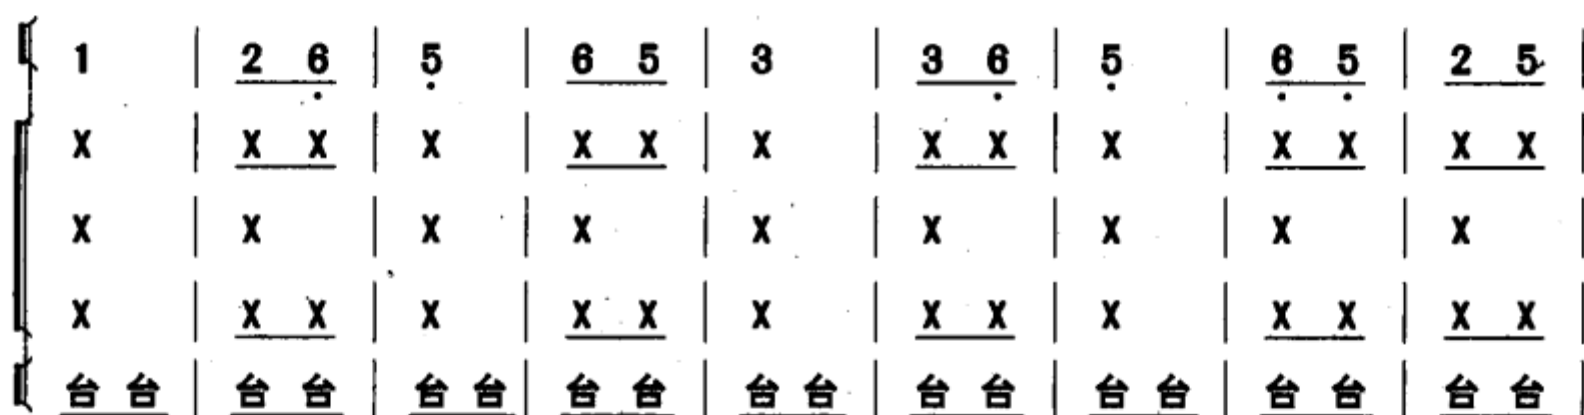 1 | 2 6 | 5 | 6 5 | 3 | 3 6 | 5 | 6 5 | 2 5 |
X | X X | X | X X | X | X X | X | X X | X X |
X | X | X | X | X | X | X | X | X |
X | X X | X | X X | X | X X | X | X X | X X |
台 台 | 台 台 | 台 台 | 台 台 | 台 台 | 台 台 | 台 台 | 台 台 | 台 台 |